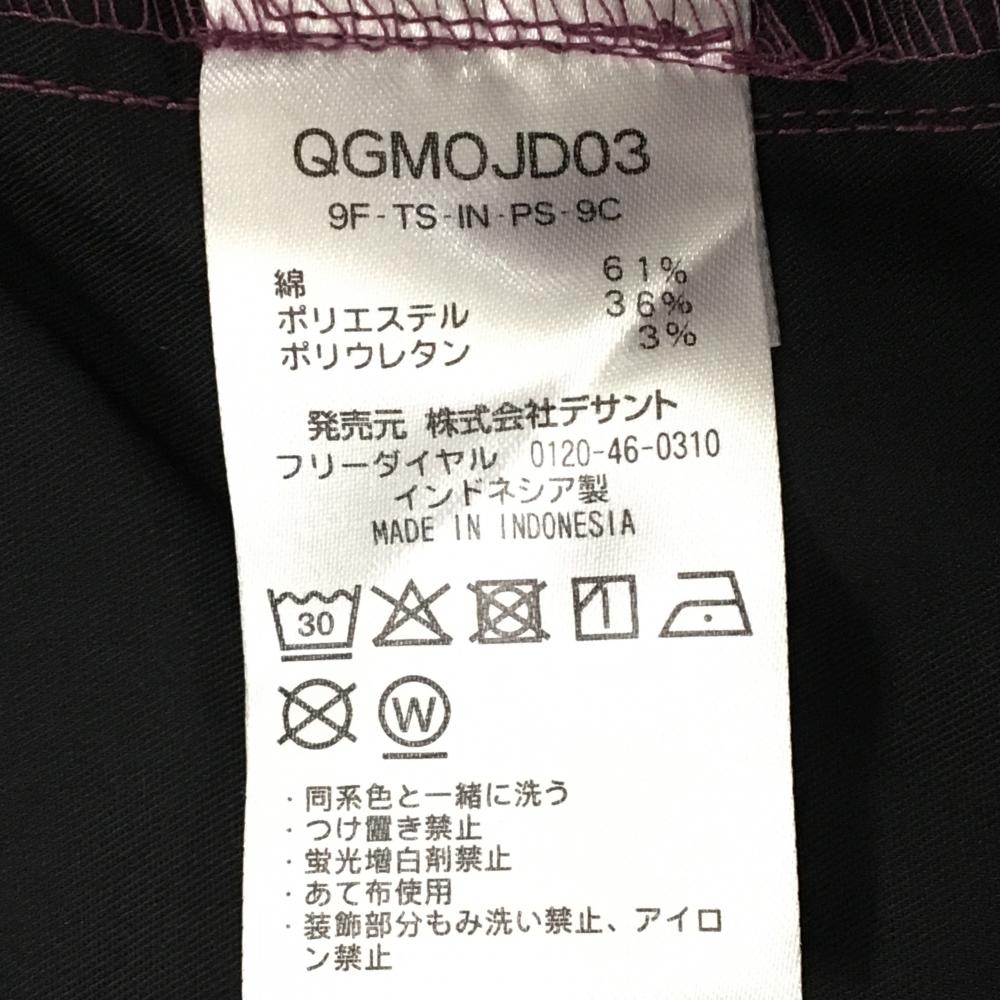 QGMOJD03
9F-TS-IN-PS-9C
綿 61%
ポリエステル 36%
ポリウレタン 3%
発売元 株式会社デサント
フリーダイヤル 0120-46-0310
インドネシア製
MADE IN INDONESIA
30
W
・同系色と一緒に洗う
・つけ置き禁止
・蛍光増白剤禁止
・あて布使用
・装飾部分もみ洗い禁止、アイロ
ン禁止